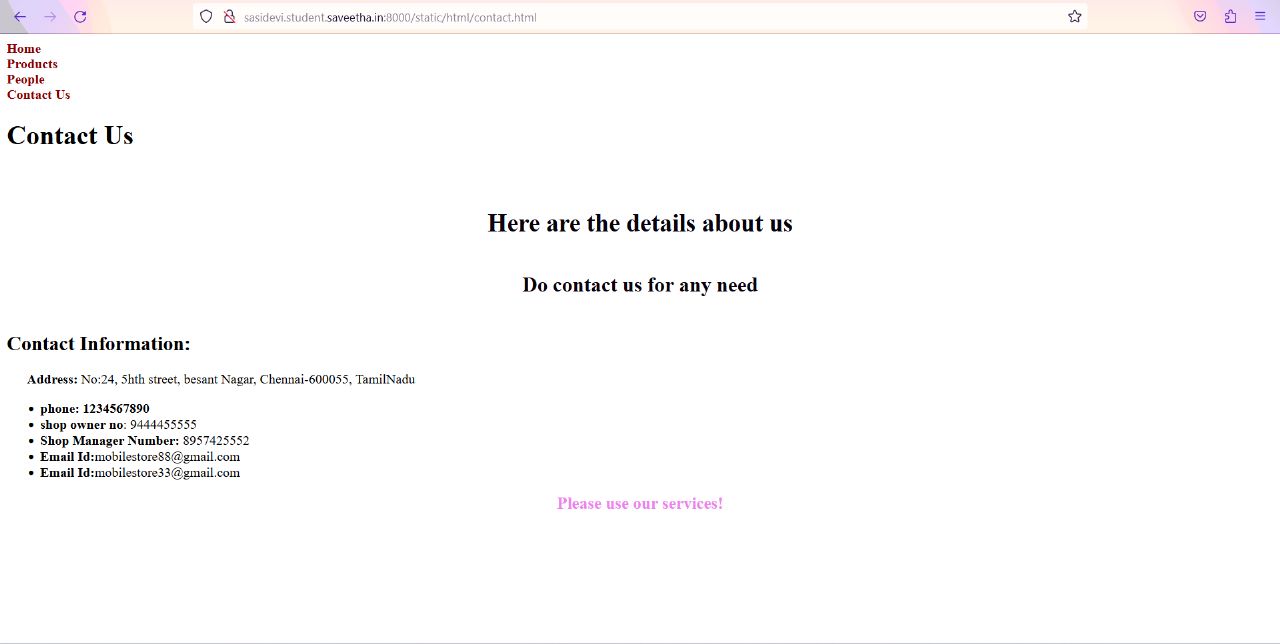 sasidevi.student.saveetha.in:8000/static/html/contact.html
Home
Products
People
Contact Us
Contact Us
Here are the details about us
Do contact us for any need
Contact Information:
Address: No:24, 5hth street, besant Nagar, Chennai-600055, TamilNadu
• phone: 1234567890
• shop owner no: 9444455555
• Shop Manager Number: 8957425552
• Email Id:mobilestore88@gmail.com
• Email Id:mobilestore33@gmail.com
Please use our services!